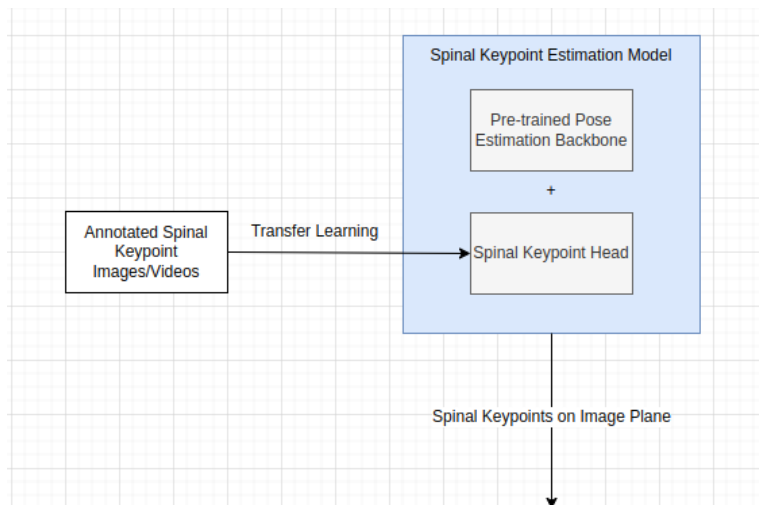 Spinal Keypoint Estimation Model
Pre-trained Pose
Estimation Backbone
+
Annotated Spinal
Keypoint
Images/Videos
Transfer Learning
Spinal Keypoint Head
Spinal Keypoints on Image Plane